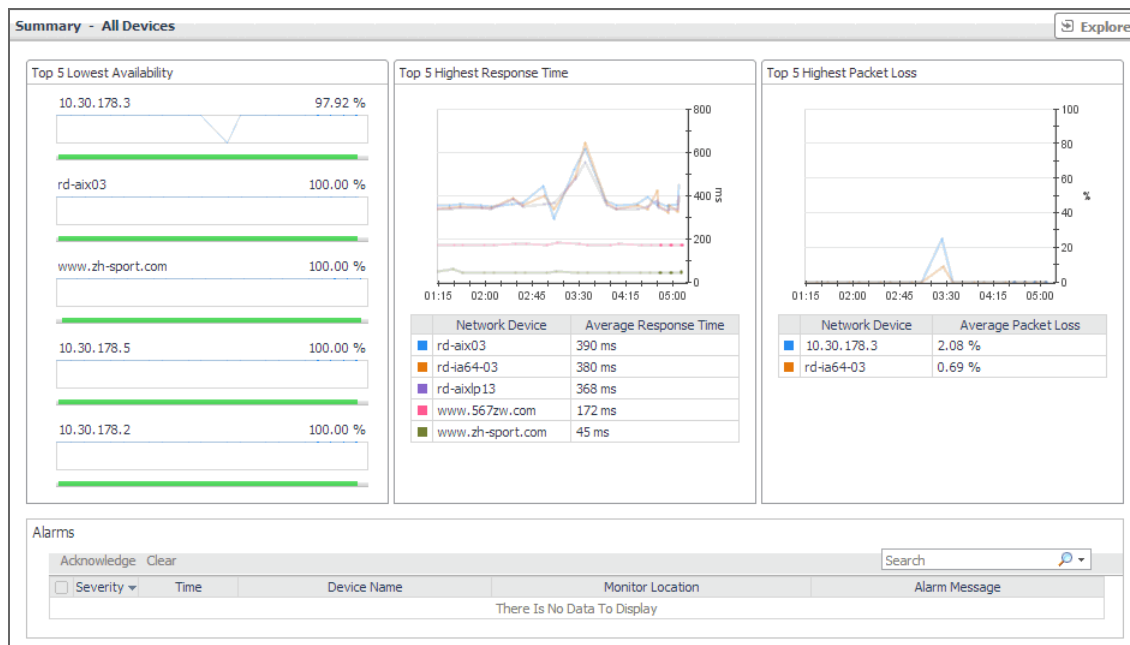 Summary - All Devices
Explore
Top 5 Lowest Availability
10.30.178.3 97.92 %
rd-aix03 100.00 %
www.zh-sport.com 100.00 %
10.30.178.5 100.00 %
10.30.178.2 100.00 %
Top 5 Highest Response Time
800
600
400
200
0
ms
01:15 02:00 02:45 03:30 04:15 05:00
Network Device Average Response Time
rd-aix03 390 ms
rd-ia64-03 380 ms
rd-aixlp13 368 ms
www.567zw.com 172 ms
www.zh-sport.com 45 ms
Top 5 Highest Packet Loss
100
80
60
40
20
0
%
01:15 02:00 02:45 03:30 04:15 05:00
Network Device Average Packet Loss
10.30.178.3 2.08 %
rd-ia64-03 0.69 %
Alarms
Acknowledge Clear
Search
Severity Time Device Name Monitor Location Alarm Message
There Is No Data To Display